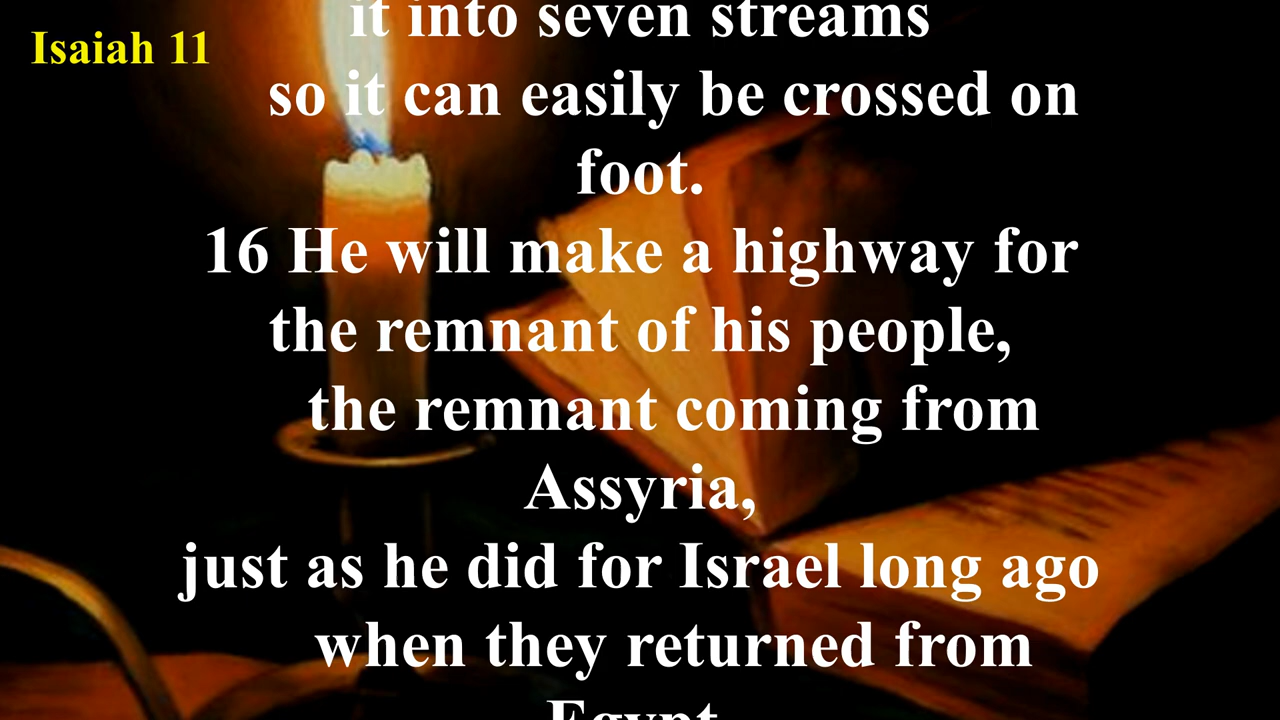 Isaiah 11
it into seven streams
so it can easily be crossed on
foot.
16 He will make a highway for
the remnant of his people,
the remnant coming from
Assyria,
just as he did for Israel long ago
when they returned from
Egypt